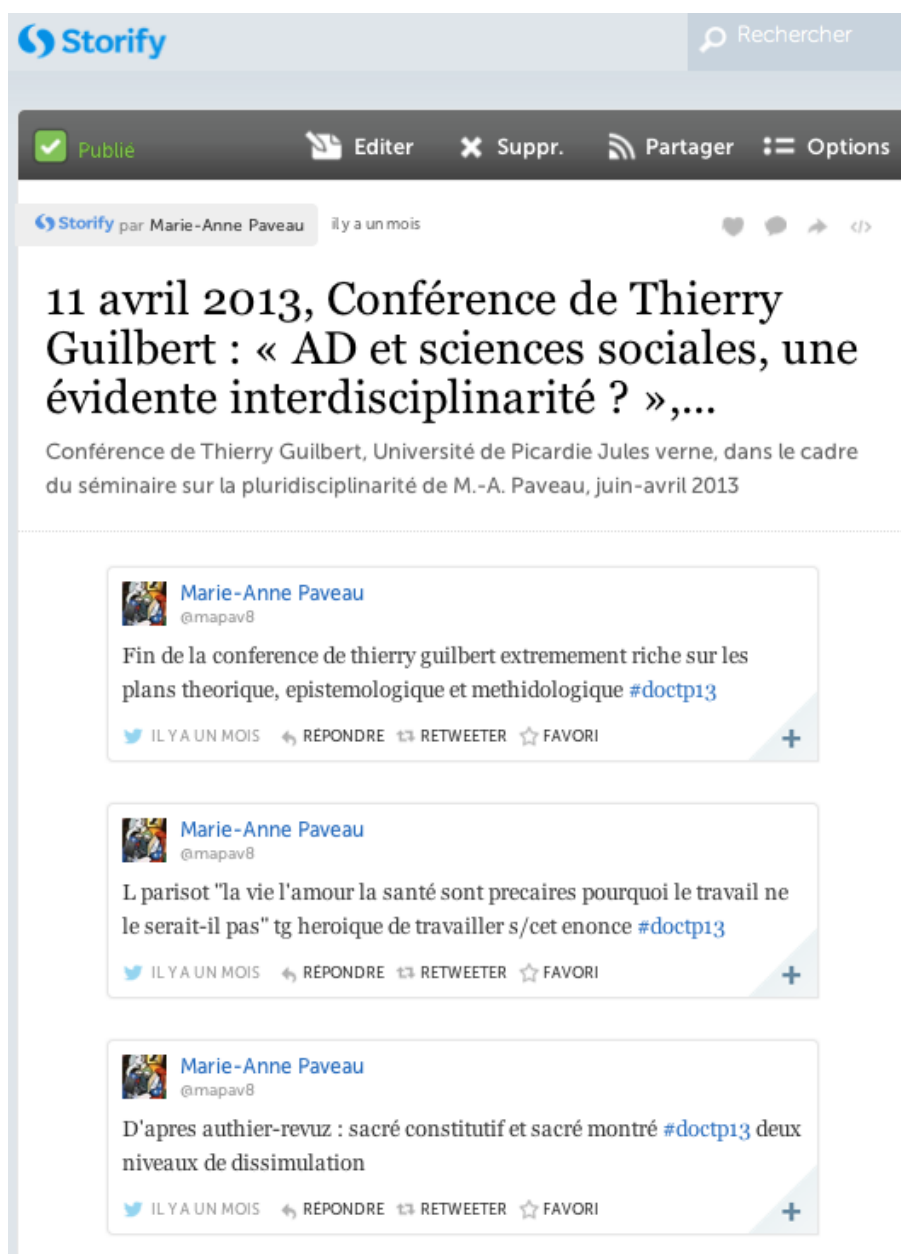 Storify
Rechercher
Publié
Editer
Suppr.
Partager
Options
Storify par Marie-Anne Paveau
il y a un mois
11 avril 2013, Conférence de Thierry
Guilbert : « AD et sciences sociales, une
évidente interdisciplinarité ? »,...
Conférence de Thierry Guilbert, Université de Picardie Jules verne, dans le cadre
du séminaire sur la pluridisciplinarité de M.-A. Paveau, juin-avril 2013
Marie-Anne Paveau
@mapav8
Fin de la conference de thierry guilbert extremement riche sur les
plans theorique, epistemologique et methidologique #doctp13
IL Y A UN MOIS RÉPONDRE RETWEETER FAVORI
Marie-Anne Paveau
@mapav8
L parisot "la vie l'amour la santé sont precaires pourquoi le travail ne
le serait-il pas" tg heroique de travailler s/cet enonce #doctp13
IL Y A UN MOIS RÉPONDRE RETWEETER FAVORI
Marie-Anne Paveau
@mapav8
D'apres authier-revuz : sacré constitutif et sacré montré #doctp13 deux
niveaux de dissimulation
IL Y A UN MOIS RÉPONDRE RETWEETER FAVORI